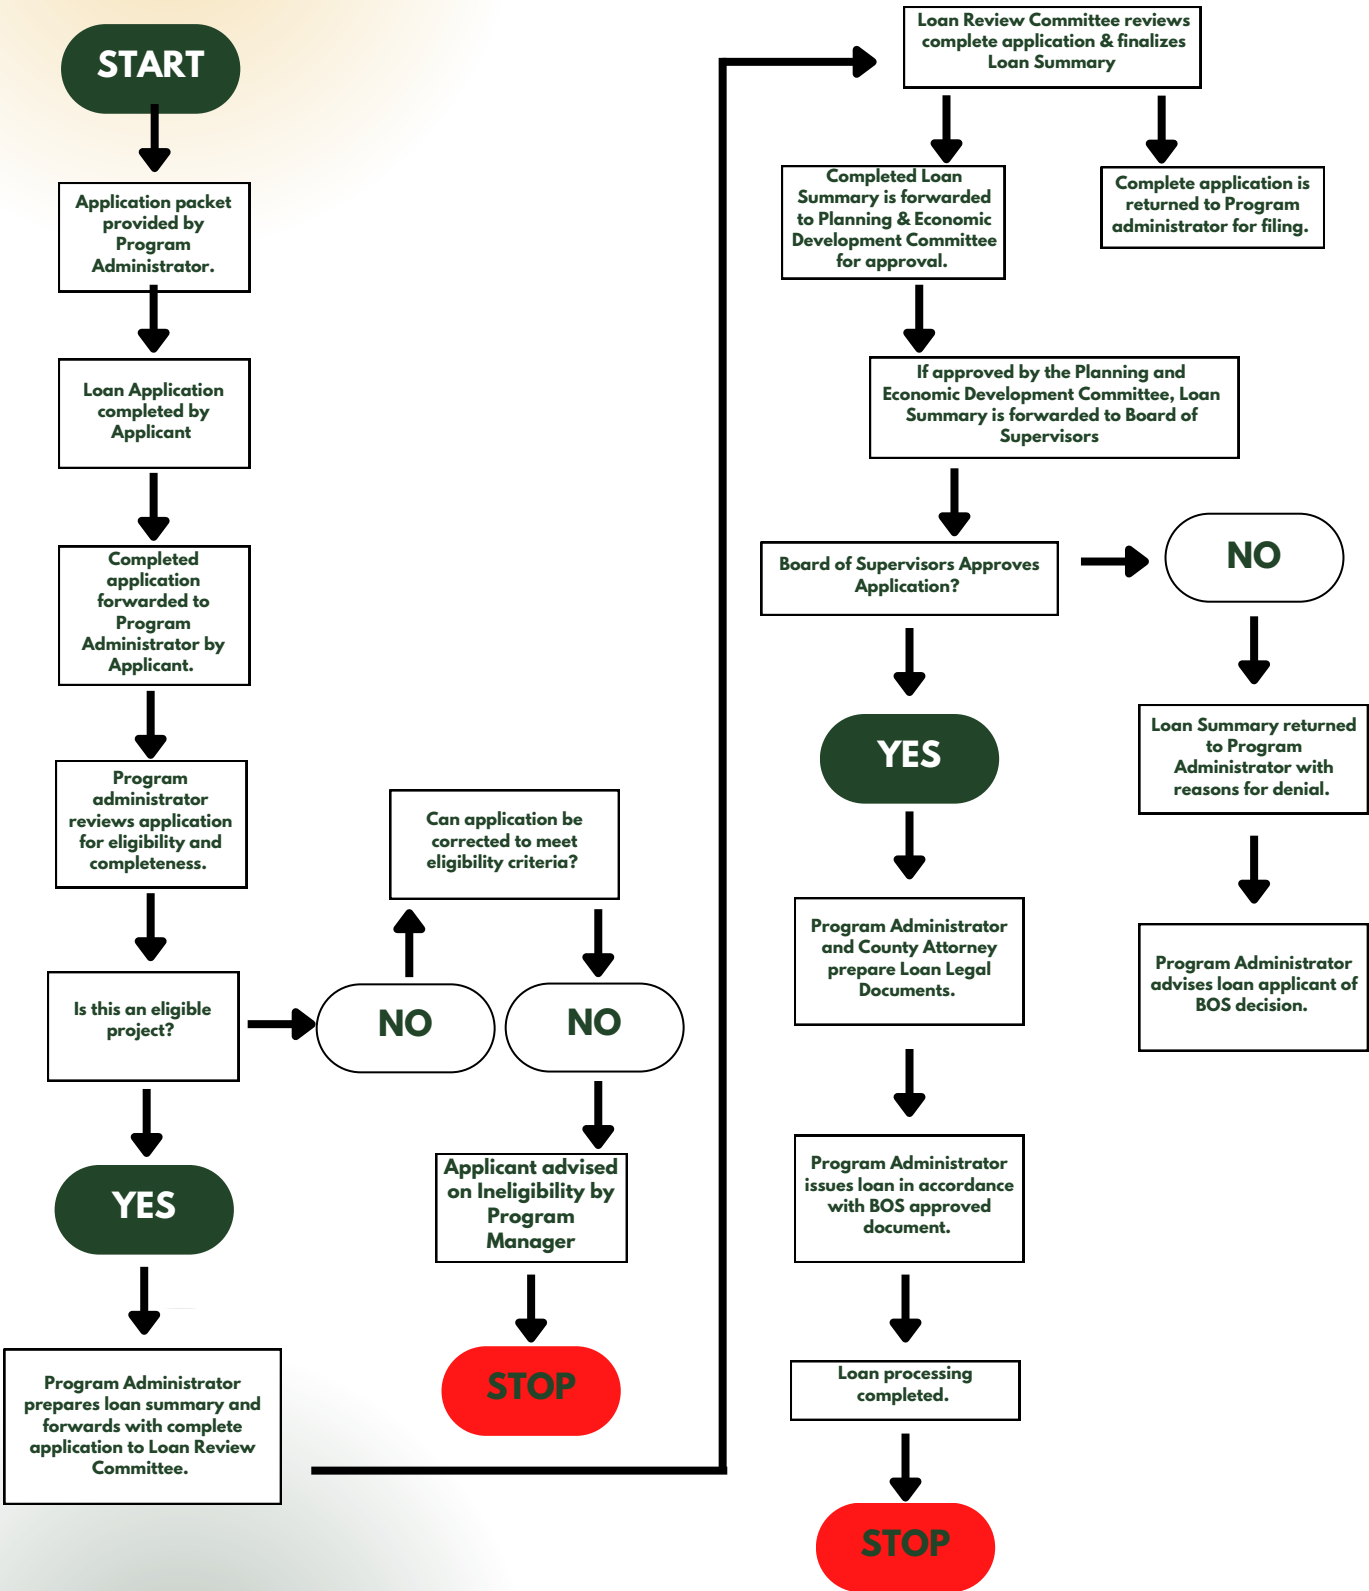 START
Application packet
provided by
Program
Administrator.
Loan Application
completed by
Applicant
Completed
application
forwarded to
Program
Administrator by
Applicant.
Program
administrator
reviews application
for eligibility and
completeness.
Is this an eligible
project?
NO
Can application be
corrected to meet
eligibility criteria?
NO
Applicant advised
on Ineligibility by
Program
Manager
STOP
YES
Program Administrator
prepares loan summary and
forwards with complete
application to Loan Review
Committee.
Loan Review Committee reviews
complete application & finalizes
Loan Summary
Completed Loan
Summary is forwarded
to Planning & Economic
Development Committee
for approval.
Complete application is
returned to Program
administrator for filing.
If approved by the Planning and
Economic Development Committee, Loan
Summary is forwarded to Board of
Supervisors
Board of Supervisors Approves
Application?
NO
Loan Summary returned
to Program
Administrator with
reasons for denial.
Program Administrator
advises loan applicant of
BOS decision.
YES
Program Administrator
and County Attorney
prepare Loan Legal
Documents.
Program Administrator
issues loan in accordance
with BOS approved
document.
Loan processing
completed.
STOP